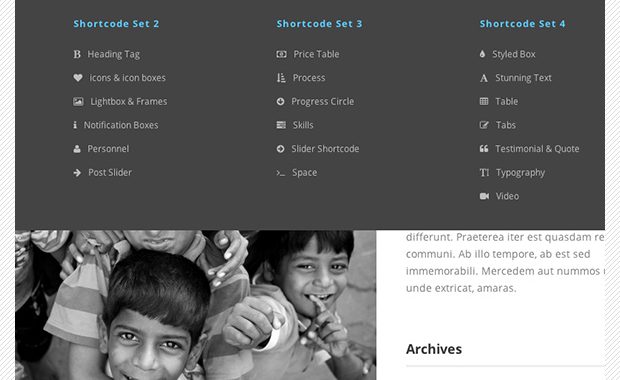 Shortcode Set 2
Heading Tag
icons & icon boxes
Lightbox & Frames
Notification Boxes
Personnel
Post Slider
Shortcode Set 3
Price Table
Process
Progress Circle
Skills
Slider Shortcode
Space
Shortcode Set 4
Styled Box
Stunning Text
Table
Tabs
Testimonial & Quote
Typography
Video
differunt. Praeterea iter est quasdam re
communi. Ab illo tempore, ab est sed
immemorabili. Mercedem aut nummos
unde extricat, amaras.
Archives